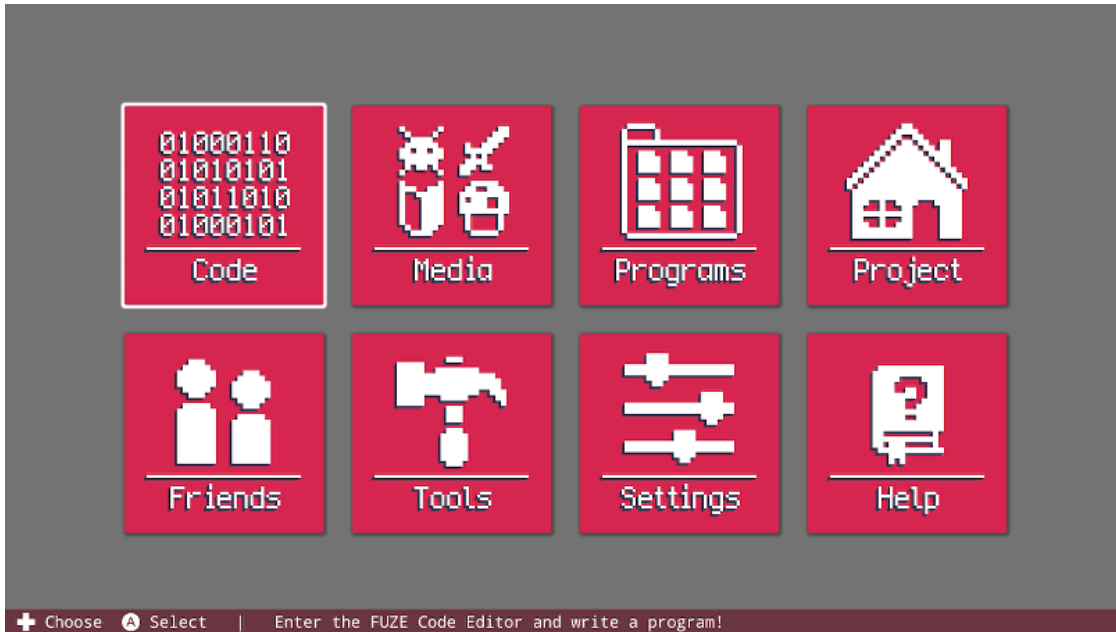 01000110
01010101
01011010
01000101
Code
Media
Programs
Project
Friends
Tools
Settings
?
Help
Choose A Select | Enter the FUZE Code Editor and write a program!